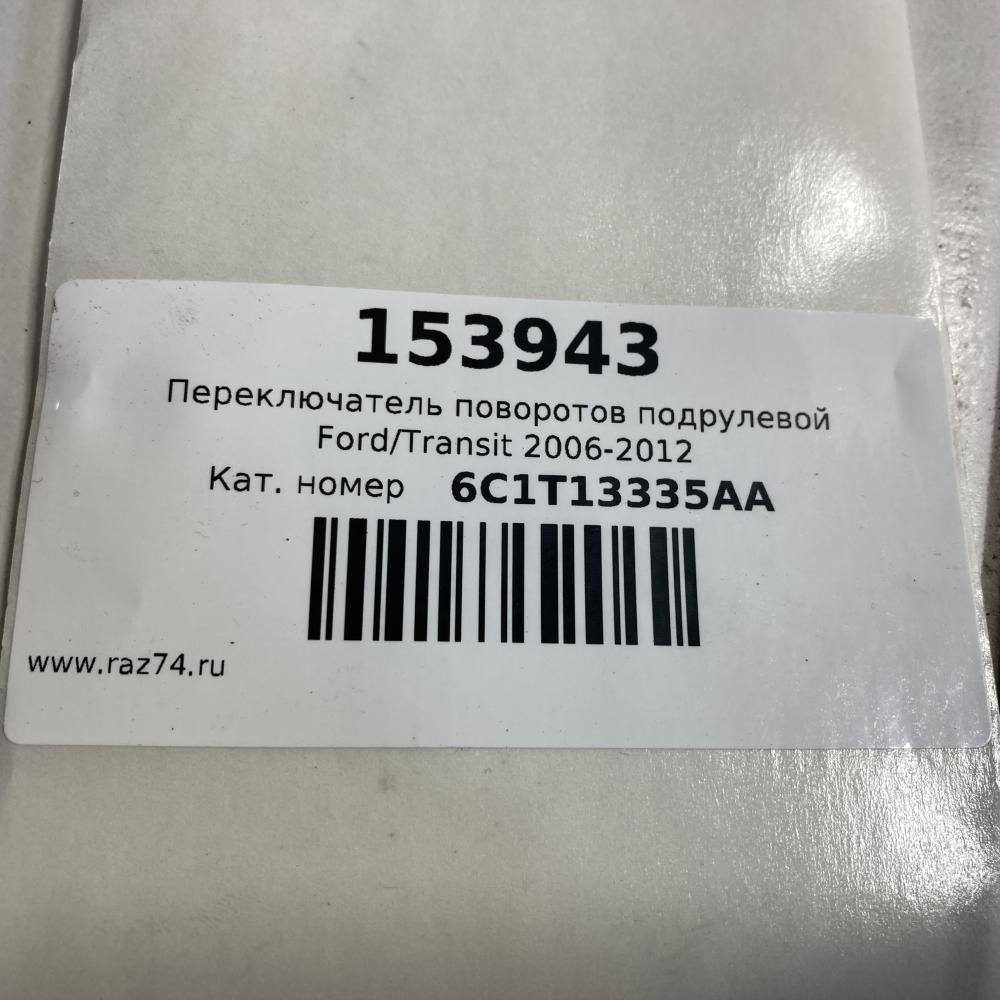 153943
Переключатель поворотов подрулевой
Ford/Transit 2006-2012
Кат. номер 6C1T13335AA
www.raz74.ru